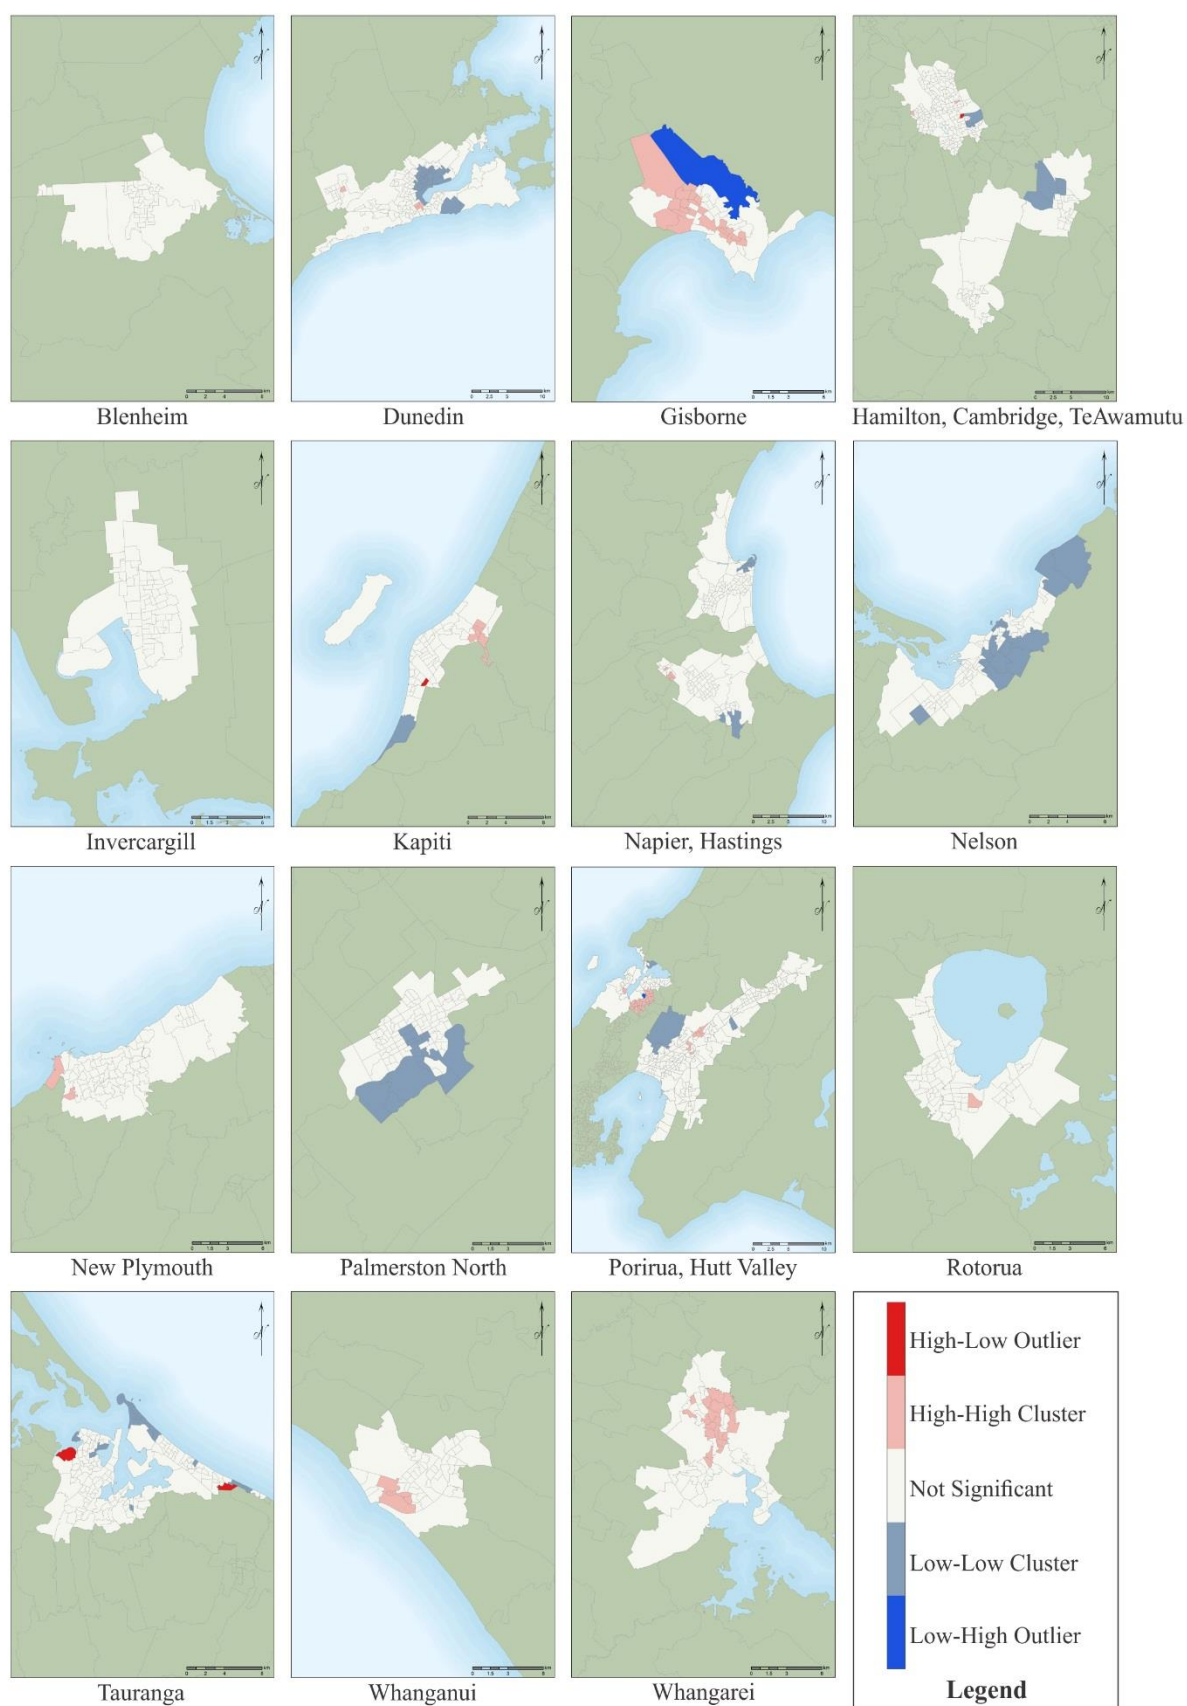 Blenheim
Dunedin
Gisborne
Hamilton, Cambridge, TeAwamutu
Invercargill
Kapiti
Napier, Hastings
Nelson
New Plymouth
Palmerston North
Porirua, Hutt Valley
Rotorua
Tauranga
Whanganui
Whangarei
High-Low Outlier
High-High Cluster
Not Significant
Low-Low Cluster
Low-High Outlier
Legend